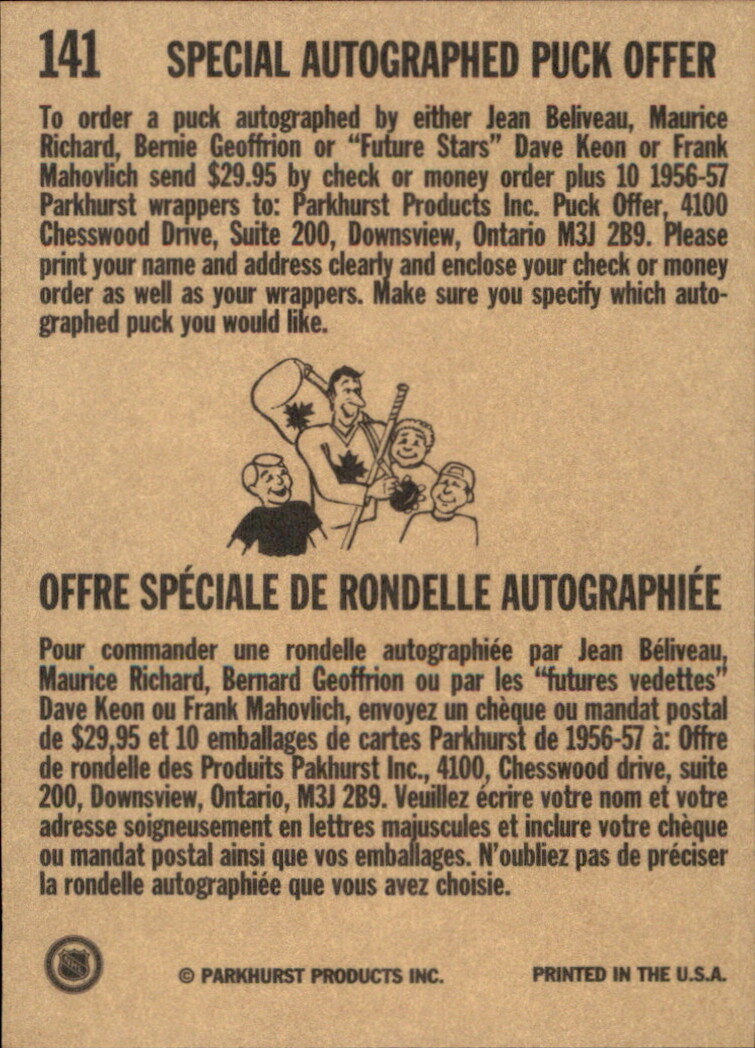 141 SPECIAL AUTOGRAPHED PUCK OFFER
To order a puck autographed by either Jean Beliveau, Maurice
Richard, Bernie Geoffrion or “Future Stars” Dave Keon or Frank
Mahovlich send $29.95 by check or money order plus 10 1956-57
Parkhurst wrappers to: Parkhurst Products Inc. Puck Offer, 4100
Chesswood Drive, Suite 200, Downsview, Ontario M3J 2B9. Please
print your name and address clearly and enclose your check or money
order as well as your wrappers. Make sure you specify which auto-
graphed puck you would like.
OFFRE SPÉCIALE DE RONDELLE AUTOGRAPHIÉE
Pour commander une rondelle autographiée par Jean Béliveau,
Maurice Richard, Bernard Geoffrion ou par les “futures vedettes”
Dave Keon ou Frank Mahovlich, envoyez un chèque ou mandat postal
de $29,95 et 10 emballages de cartes Parkhurst de 1956-57 à: Offre
de rondelle des Produits Pakhurst Inc., 4100, Chesswood drive, suite
200, Downsview, Ontario, M3J 2B9. Veuillez écrire votre nom et votre
adresse soigneusement en lettres majuscules et inclure votre chèque
ou mandat postal ainsi que vos emballages. N’oubliez pas de préciser
la rondelle autographiée que vous avez choisie.
NHL
© PARKHURST PRODUCTS INC. PRINTED IN THE U.S.A.